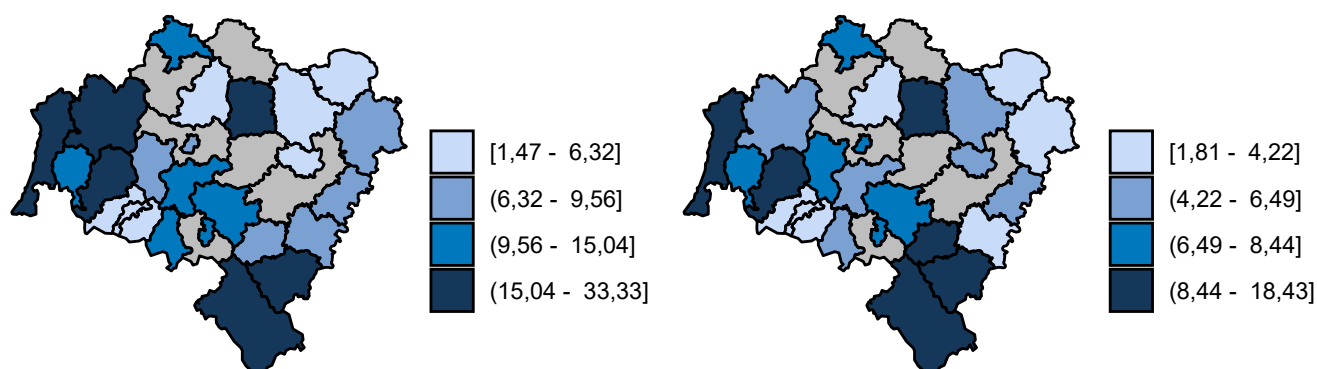 [1,47 - 6,32]
(6,32 - 9,56]
(9,56 - 15,04]
(15,04 - 33,33]
[1,81 - 4,22]
(4,22 - 6,49]
(6,49 - 8,44]
(8,44 - 18,43]